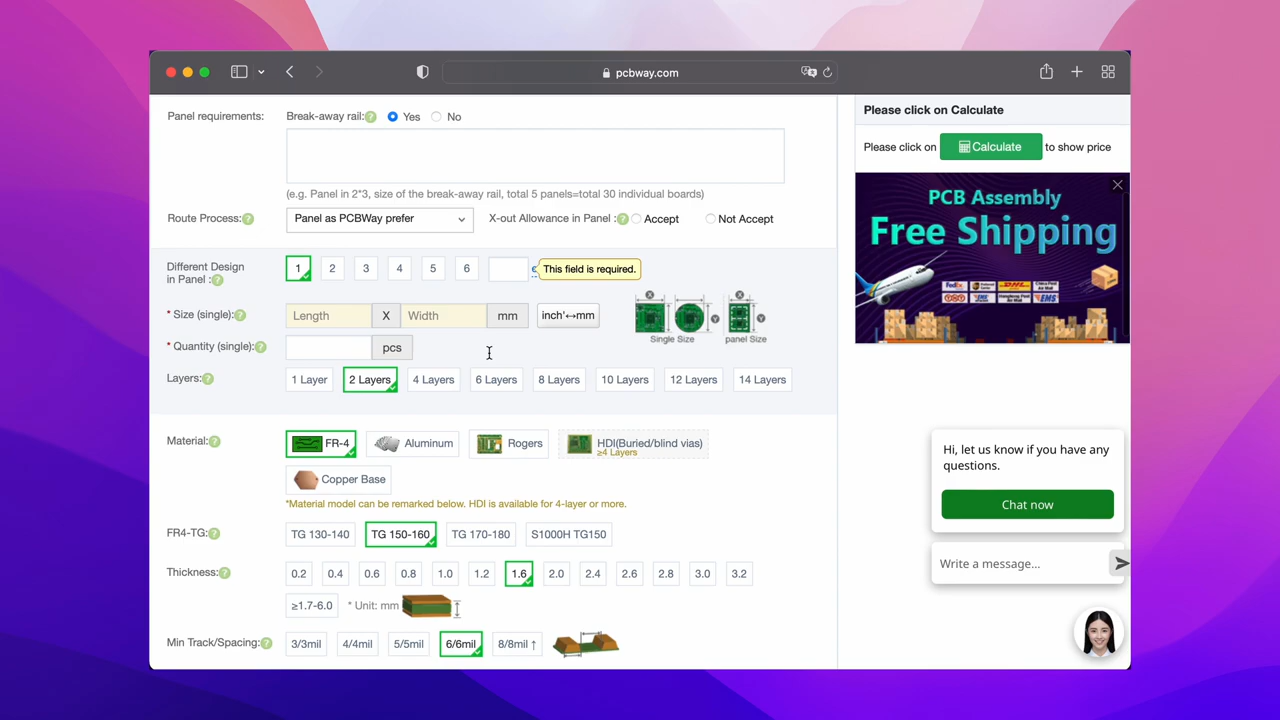 pcbway.com
Panel requirements: Break-away rail: Yes No
(e.g. Panel in 2*3, size of the break-away rail, total 5 panels=total 30 individual boards)
Route Process: Panel as PCBWay prefer X-out Allowance in Panel : Accept Not Accept
Different Design in Panel : 1 2 3 4 5 6 This field is required.
* Size (single): Length X Width mm inch'↔mm
X Y X Y
Single Size panel Size
* Quantity (single): pcs
Layers: 1 Layer 2 Layers 4 Layers 6 Layers 8 Layers 10 Layers 12 Layers 14 Layers
Material: FR-4 Aluminum Rogers HDI(Buried/blind vias)
≥4 Layers
Copper Base
*Material model can be remarked below. HDI is available for 4-layer or more.
FR4-TG: TG 130-140 TG 150-160 TG 170-180 S1000H TG150
Thickness: 0.2 0.4 0.6 0.8 1.0 1.2 1.6 2.0 2.4 2.6 2.8 3.0 3.2
≥1.7-6.0 * Unit: mm
Min Track/Spacing: 3/3mil 4/4mil 5/5mil 6/6mil 8/8mil ↑
Please click on Calculate
Please click on Calculate to show price
PCB Assembly
Free Shipping
FedEx DHL
EMS
Hi, let us know if you have any
questions.
Chat now
Write a message...